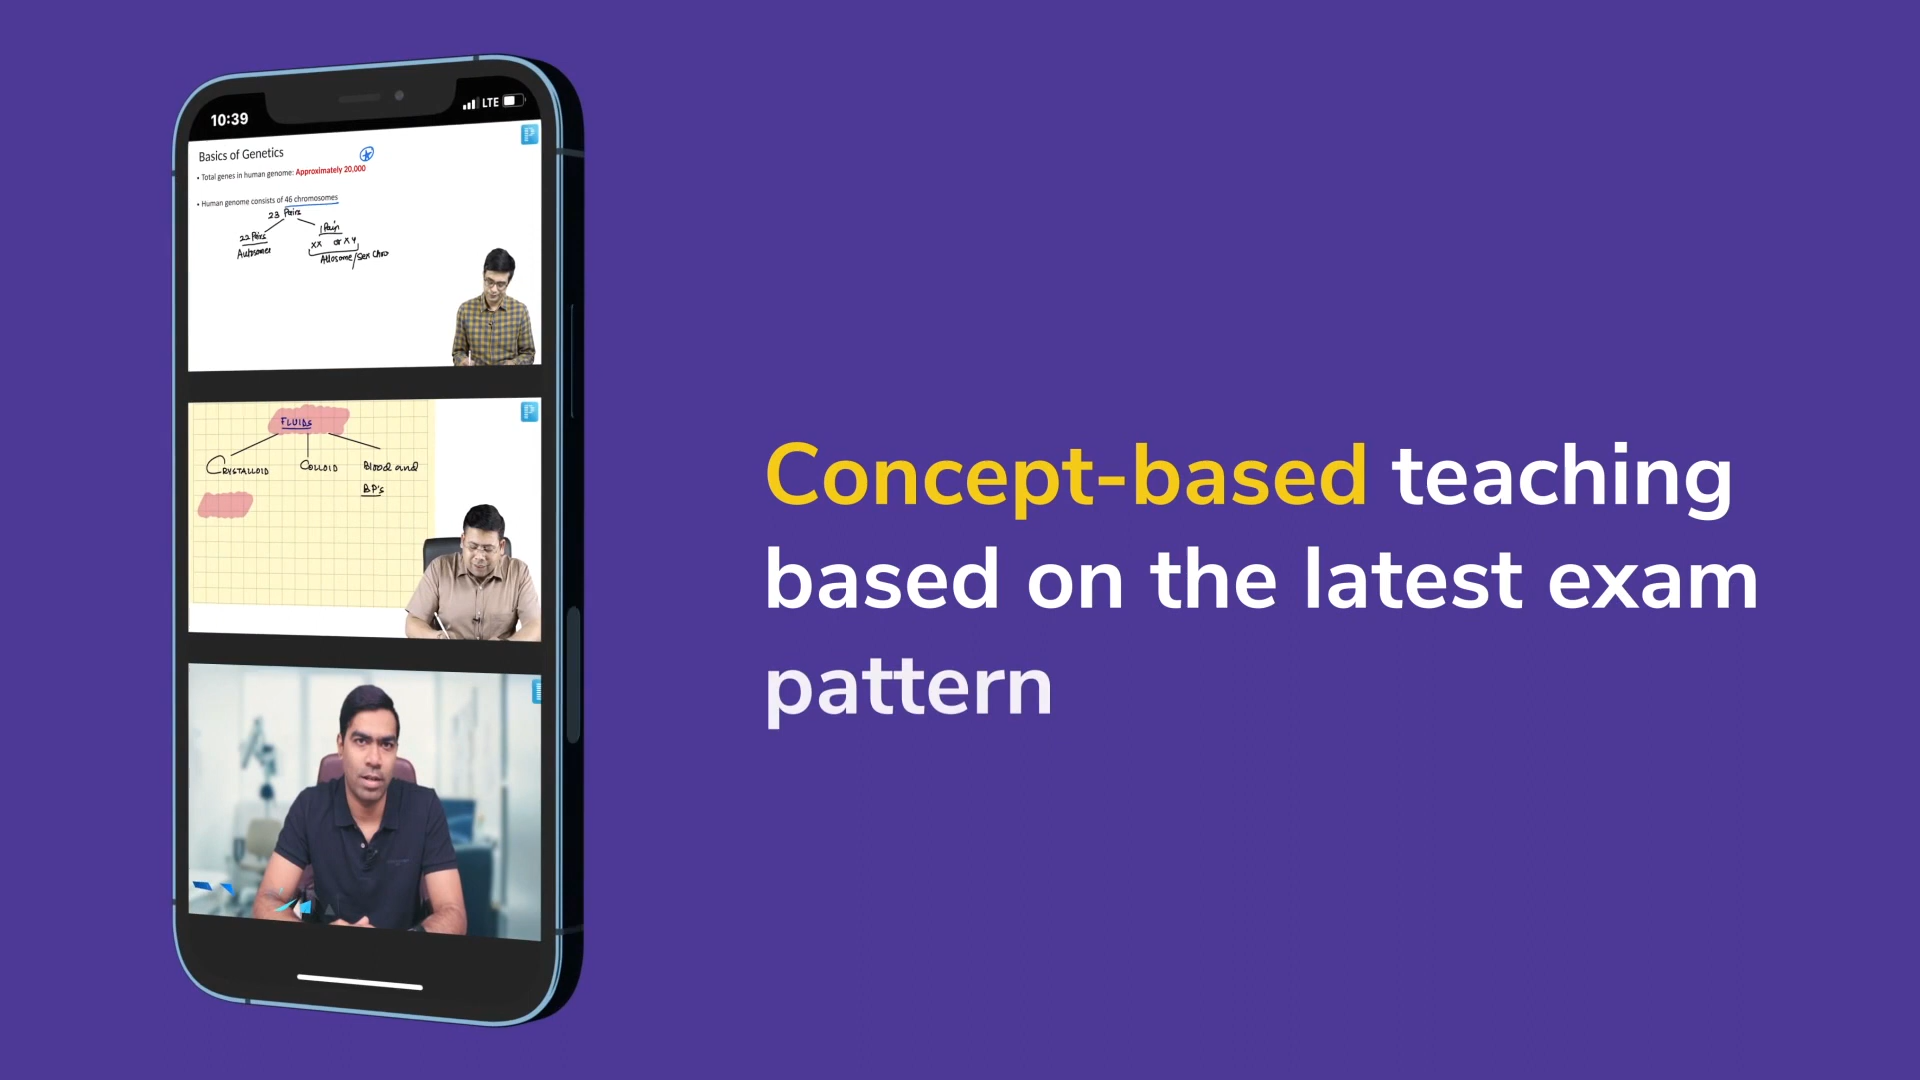 10:39
LTE
Basics of Genetics
• Total genes in human genome: Approximately 20,000
• Human genome consists of 46 chromosomes
23 Pairs
22 Pairs
1 Pair
Autosome
XX or XY
Allosome/Sex Chro
FLUIDs
CRYSTALLOID
COLLOID
Blood and
BP's
Concept-based teaching
based on the latest exam
pattern